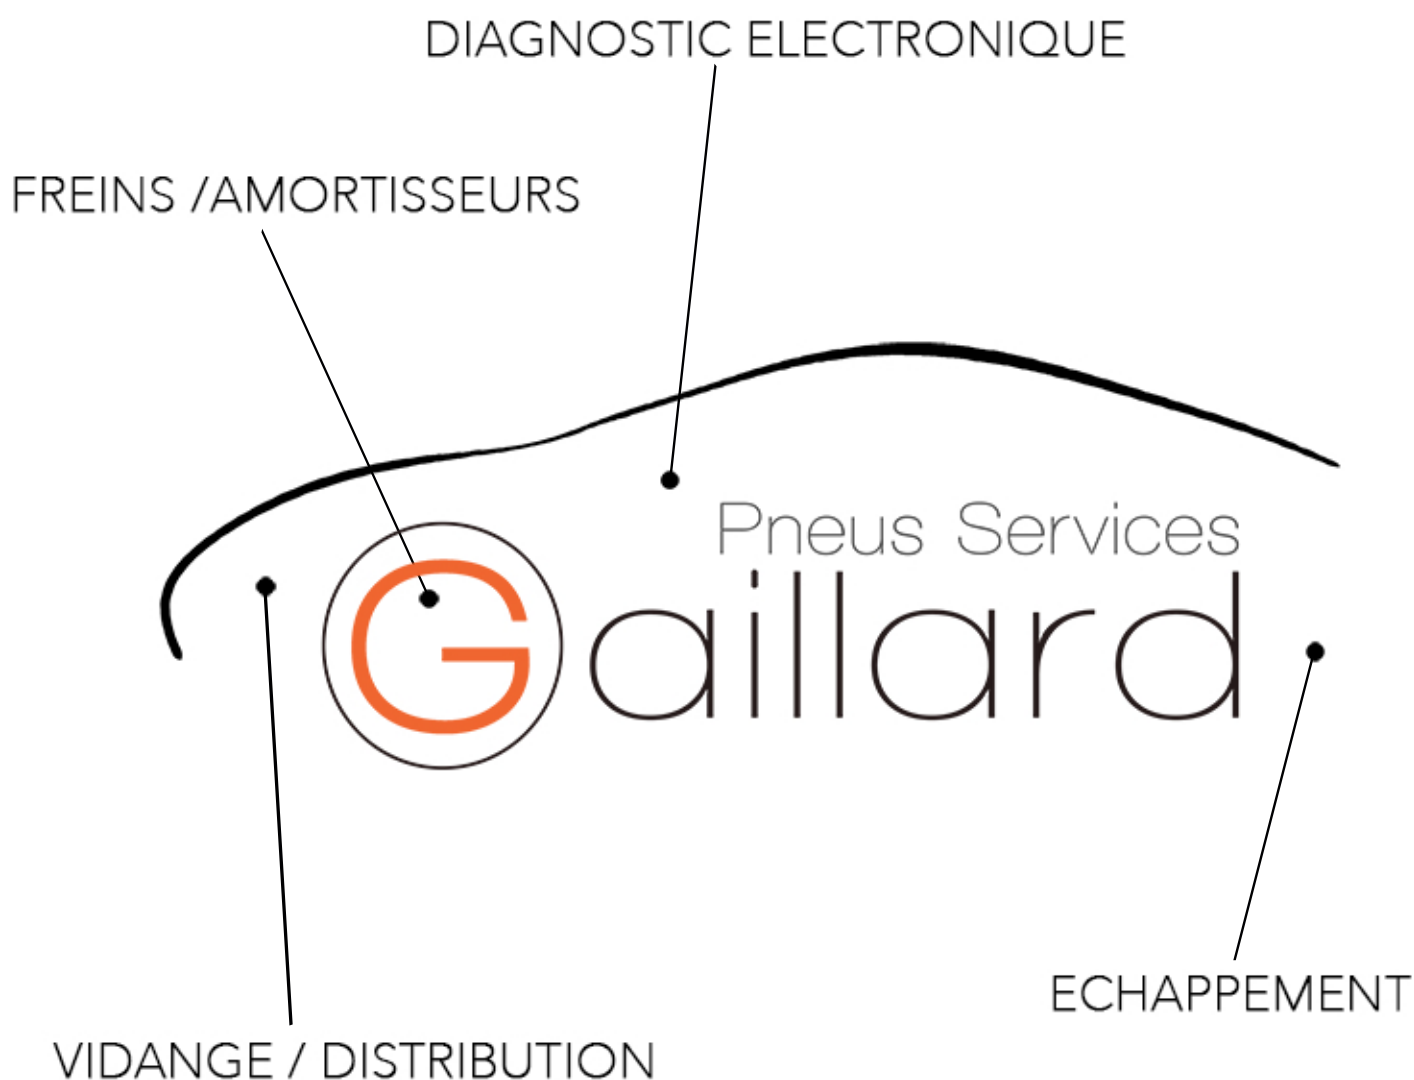 DIAGNOSTIC ELECTRONIQUE
FREINS /AMORTISSEURS
Pneus Services
Gaillard
ECHAPPEMENT
VIDANGE / DISTRIBUTION